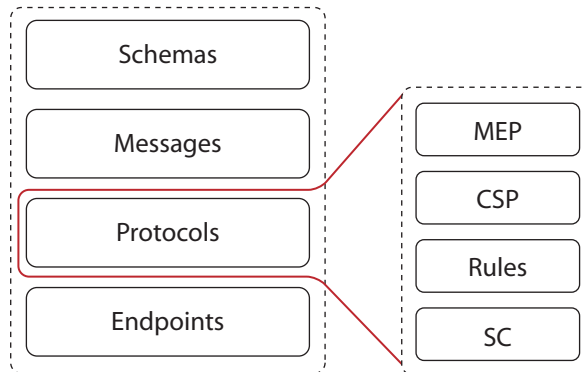 Schemas
Messages
Protocols
Endpoints
MEP
CSP
Rules
SC